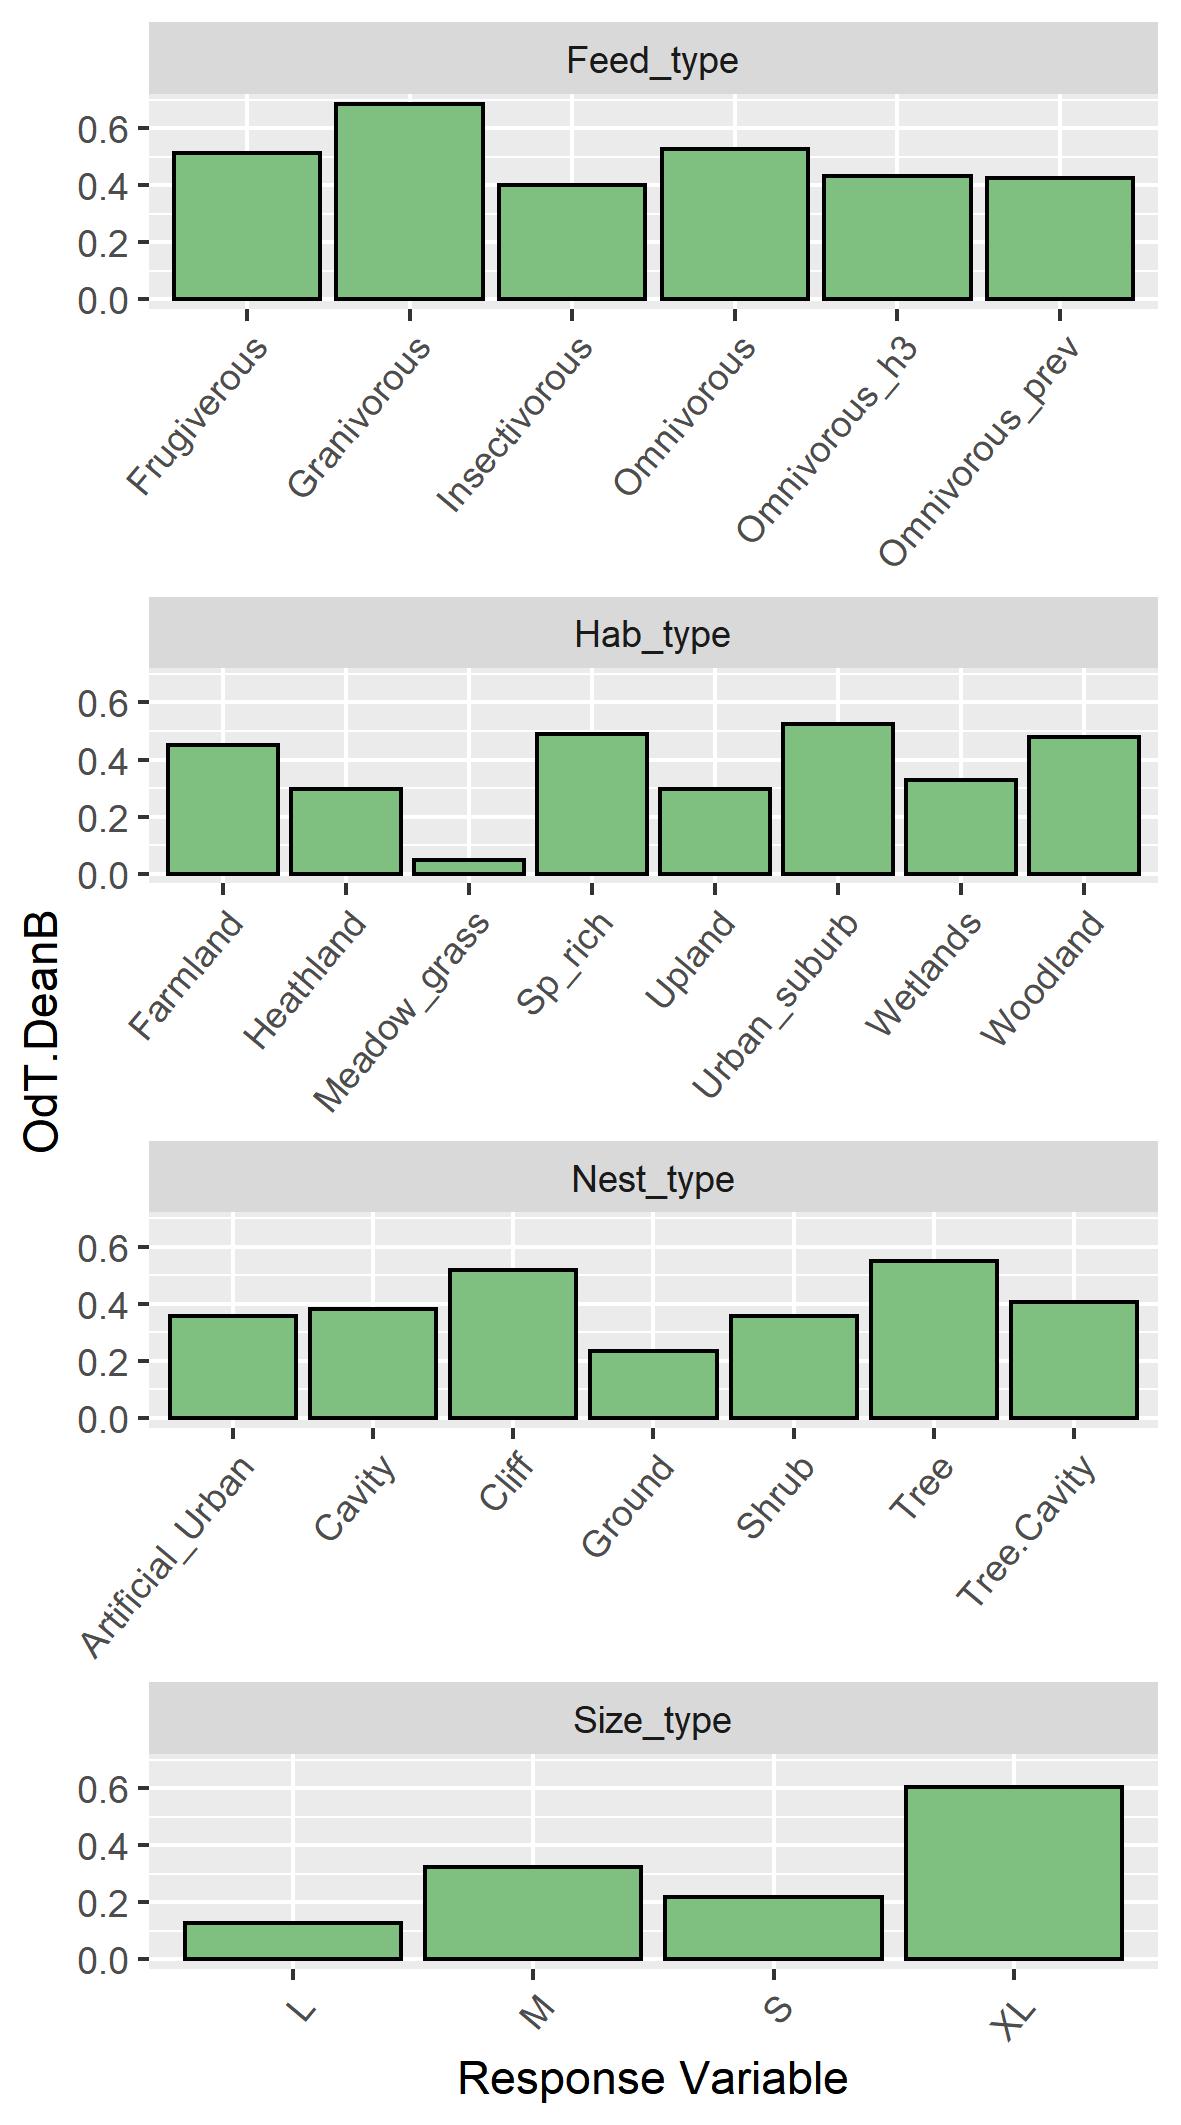 Feed_type
0.6
0.4
0.2
0.0
Frugiverous
Granivorous
Insectivorous
Omnivorous
Omnivorous_h3
Omnivorous_prev
Hab_type
0.6
0.4
0.2
0.0
Farmland
Heathland
Meadow_grass
Sp_rich
Upland
Urban_suburb
Wetlands
Woodland
OdT.DeanB
Nest_type
0.6
0.4
0.2
0.0
Artificial_Urban
Cavity
Cliff
Ground
Shrub
Tree
Tree.Cavity
Size_type
0.6
0.4
0.2
0.0
L
M
S
XL
Response Variable